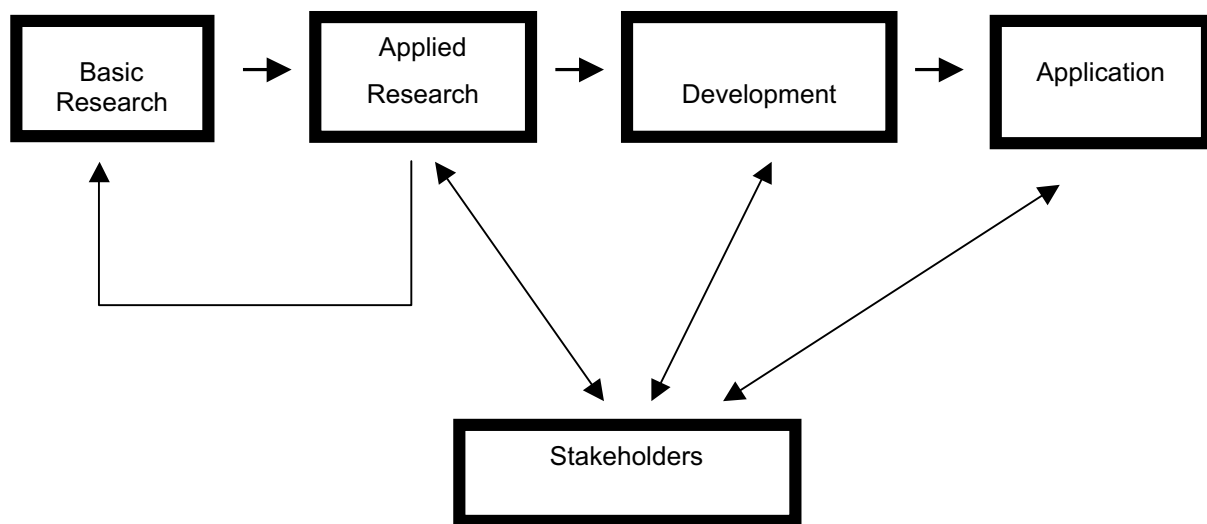 Basic
Research
Applied
Research
Development
Application
Stakeholders